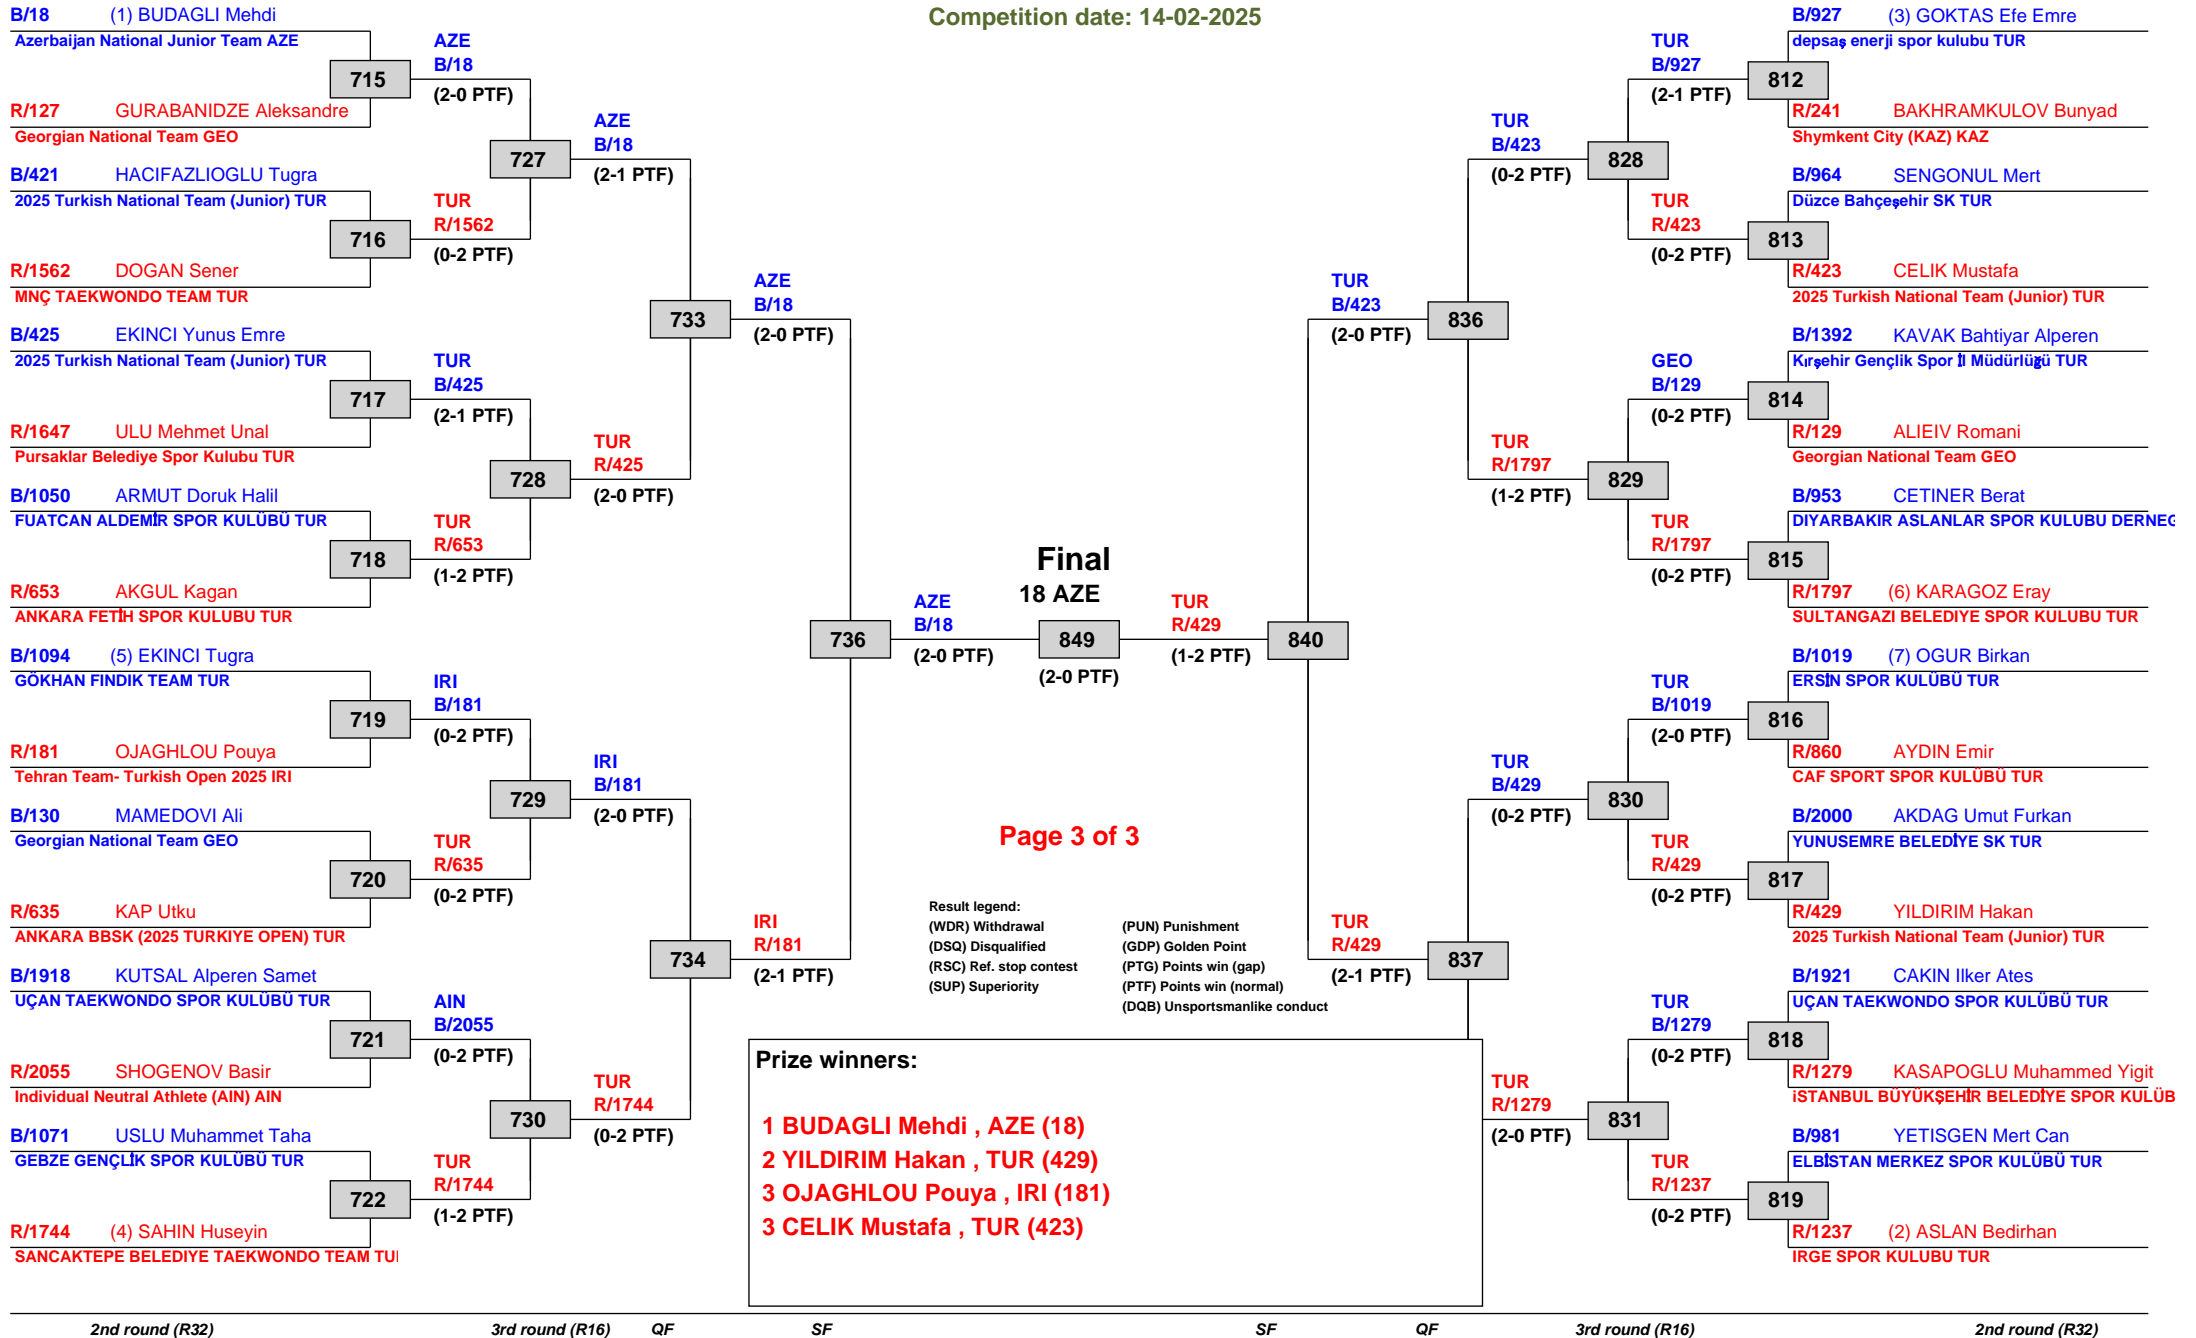 Competition date: 14-02-2025
B/18 (1) BUDAGLI Mehdi
Azerbaijan National Junior Team AZE
715
R/127 GURABANIDZE Aleksandre
Georgian National Team GEO
B/421 HACIFAZLIOGLU Tugra
2025 Turkish National Team (Junior) TUR
716
R/1562 DOGAN Sener
MNÇ TAEKWONDO TEAM TUR
B/425 EKINCI Yunus Emre
2025 Turkish National Team (Junior) TUR
717
R/1647 ULU Mehmet Unal
Pursaklar Belediye Spor Kulubu TUR
B/1050 ARMUT Doruk Halil
FUATCAN ALDEMİR SPOR KULÜBÜ TUR
718
R/653 AKGUL Kagan
ANKARA FETİH SPOR KULUBU TUR
B/1094 (5) EKINCI Tugra
GÖKHAN FINDIK TEAM TUR
719
R/181 OJAGHLOU Pouya
Tehran Team- Turkish Open 2025 IRI
B/130 MAMEDOVI Ali
Georgian National Team GEO
720
R/635 KAP Utku
ANKARA BBSK (2025 TURKIYE OPEN) TUR
B/1918 KUTSAL Alperen Samet
UÇAN TAEKWONDO SPOR KULÜBÜ TUR
721
R/2055 SHOGENOV Basir
Individual Neutral Athlete (AIN) AIN
B/1071 USLU Muhammet Taha
GEBZE GENÇLİK SPOR KULÜBÜ TUR
722
R/1744 (4) SAHIN Huseyin
SANCAKTEPE BELEDIYE TAEKWONDO TEAM TU
AZE
B/18
(2-0 PTF)
727
TUR
R/1562
(0-2 PTF)
TUR
B/425
(2-1 PTF)
728
TUR
R/653
(1-2 PTF)
IRI
B/181
(0-2 PTF)
729
TUR
R/635
(0-2 PTF)
AIN
B/2055
(0-2 PTF)
730
TUR
R/1744
(1-2 PTF)
AZE
B/18
(2-1 PTF)
733
TUR
R/425
(2-0 PTF)
IRI
B/181
(2-0 PTF)
734
TUR
R/1744
(0-2 PTF)
AZE
B/18
(2-0 PTF)
736
IRI
R/181
(2-1 PTF)
AZE
B/18
(2-0 PTF)
Final
18 AZE
849
(2-0 PTF)
TUR
R/429
(1-2 PTF)
840
TUR
B/423
(2-0 PTF)
836
TUR
R/429
(2-1 PTF)
837
TUR
B/423
(0-2 PTF)
828
TUR
R/1797
(1-2 PTF)
829
TUR
B/429
(0-2 PTF)
830
TUR
R/1279
(2-0 PTF)
831
TUR
B/927
(2-1 PTF)
TUR
R/423
(0-2 PTF)
GEO
B/129
(0-2 PTF)
TUR
R/1797
(0-2 PTF)
TUR
B/1019
(2-0 PTF)
TUR
R/429
(0-2 PTF)
TUR
B/1279
(0-2 PTF)
TUR
R/1237
(0-2 PTF)
B/927 (3) GOKTAS Efe Emre
depsaş enerji spor kulubu TUR
812
R/241 BAKHRAMKULOV Bunyad
Shymkent City (KAZ) KAZ
B/964 SENGONUL Mert
Düzce Bahçeşehir SK TUR
813
R/423 CELIK Mustafa
2025 Turkish National Team (Junior) TUR
B/1392 KAVAK Bahtiyar Alperen
Kırşehir Gençlik Spor İl Müdürlüğü TUR
814
R/129 ALIEIV Romani
Georgian National Team GEO
B/953 CETINER Berat
DIYARBAKIR ASLANLAR SPOR KULUBU DERNEG
815
R/1797 (6) KARAGOZ Eray
SULTANGAZI BELEDIYE SPOR KULUBU TUR
B/1019 (7) OGUR Birkan
ERSİN SPOR KULÜBÜ TUR
816
R/860 AYDIN Emir
CAF SPORT SPOR KULÜBÜ TUR
B/2000 AKDAG Umut Furkan
YUNUSEMRE BELEDİYE SK TUR
817
R/429 YILDIRIM Hakan
2025 Turkish National Team (Junior) TUR
B/1921 CAKIN Ilker Ates
UÇAN TAEKWONDO SPOR KULÜBÜ TUR
818
R/1279 KASAPOGLU Muhammed Yigit
iSTANBUL BÜYÜKŞEHİR BELEDİYE SPOR KULÜB
B/981 YETISGEN Mert Can
ELBİSTAN MERKEZ SPOR KULÜBÜ TUR
819
R/1237 (2) ASLAN Bedirhan
IRGE SPOR KULUBU TUR
Page 3 of 3
Result legend:
(WDR) Withdrawal (PUN) Punishment
(DSQ) Disqualified (GDP) Golden Point
(RSC) Ref. stop contest (PTG) Points win (gap)
(SUP) Superiority (PTF) Points win (normal)
(DQB) Unsportsmanlike conduct
Prize winners:
1 BUDAGLI Mehdi , AZE (18)
2 YILDIRIM Hakan , TUR (429)
3 OJAGHLOU Pouya , IRI (181)
3 CELIK Mustafa , TUR (423)
2nd round (R32) 3rd round (R16) QF SF SF QF 3rd round (R16) 2nd round (R32)